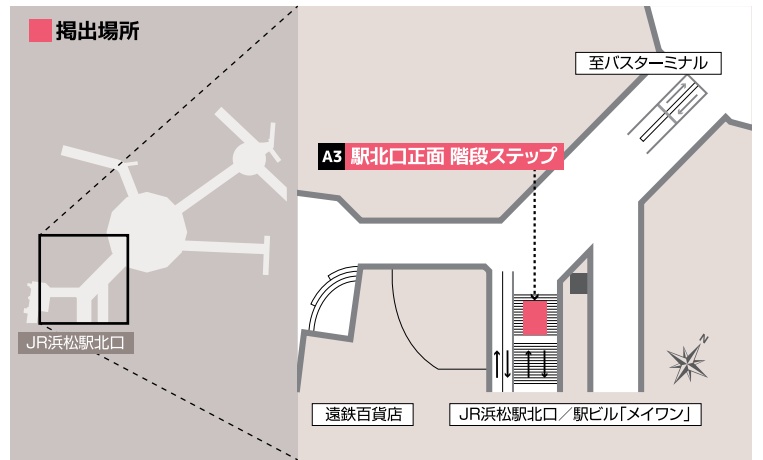 掲出場所
至バスターミナル
A3 駅北口正面 階段ステップ
JR浜松駅北口
N
遠鉄百貨店
JR浜松駅北口／駅ビル「メイワン」